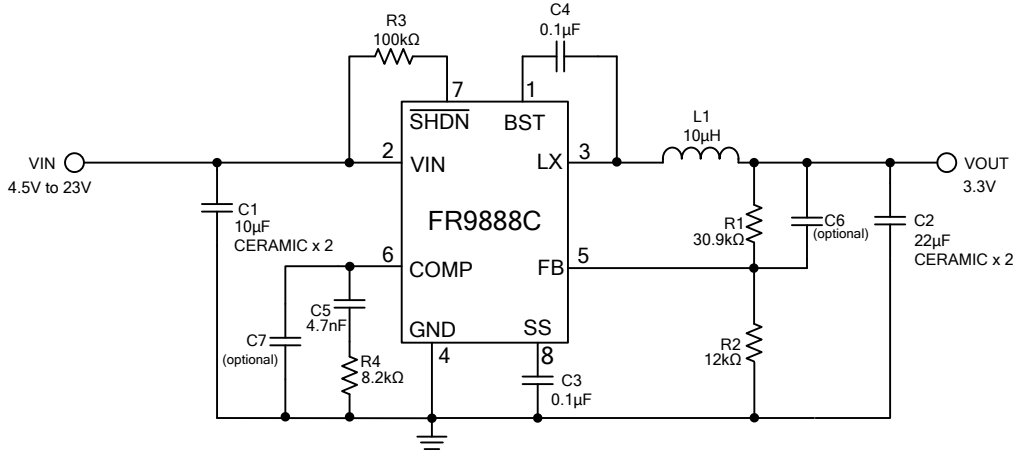 C4
0.1µF
R3
100kΩ
7
1
SHDN
BST
L1
10µH
VIN
4.5V to 23V
2
VIN
LX
3
VOUT
3.3V
C1
10µF
CERAMIC x 2
FR9888C
R1
30.9kΩ
C6
(optional)
C2
22µF
CERAMIC x 2
6
COMP
FB
5
C5
4.7nF
C7
(optional)
R4
8.2kΩ
GND
SS
4
8
C3
0.1µF
R2
12kΩ